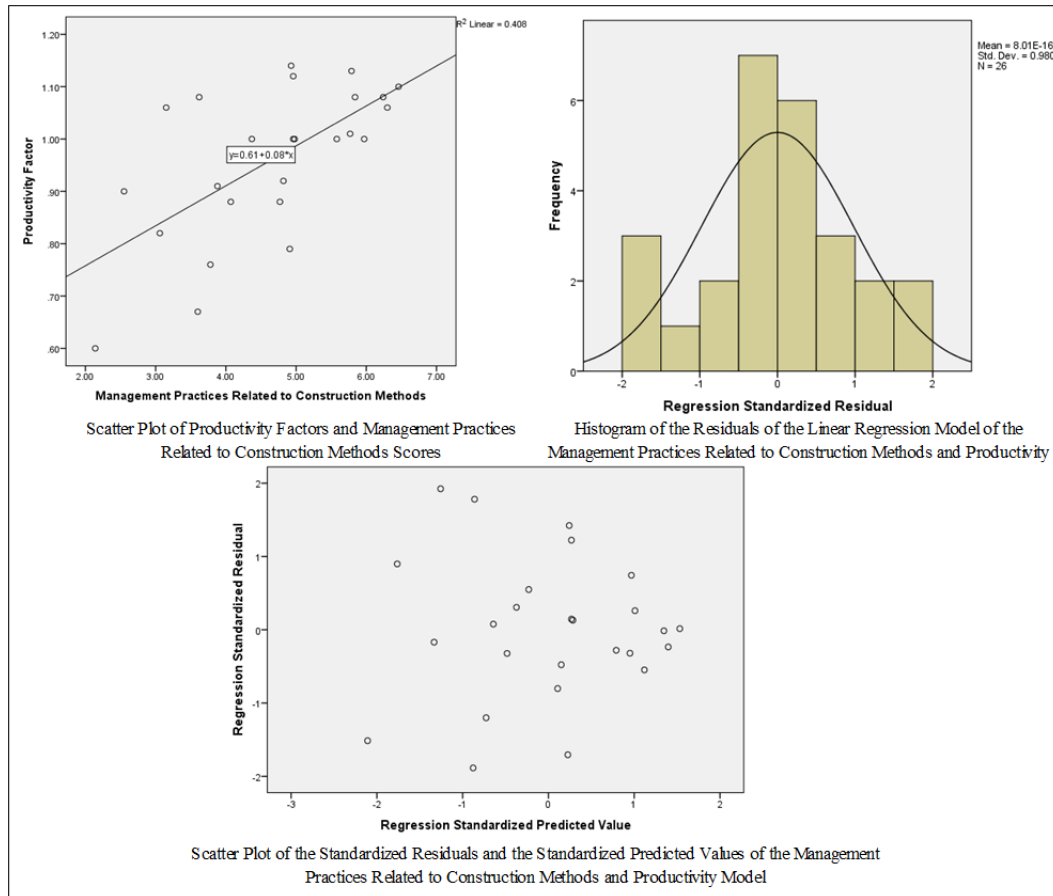 R² Linear = 0.408
1.20
1.10
1.00
.90
.80
.70
.60
Productivity Factor
y=0.61+0.08*x
2.00 3.00 4.00 5.00 6.00 7.00
Management Practices Related to Construction Methods
Scatter Plot of Productivity Factors and Management Practices
Related to Construction Methods Scores
Mean = 8.01E-16
Std. Dev. = 0.980
N = 26
6
4
2
0
Frequency
-2 -1 0 1 2
Regression Standardized Residual
Histogram of the Residuals of the Linear Regression Model of the
Management Practices Related to Construction Methods and Productivity
2
1
0
-1
-2
Regression Standardized Residual
-3 -2 -1 0 1 2
Regression Standardized Predicted Value
Scatter Plot of the Standardized Residuals and the Standardized Predicted Values of the Management
Practices Related to Construction Methods and Productivity Model